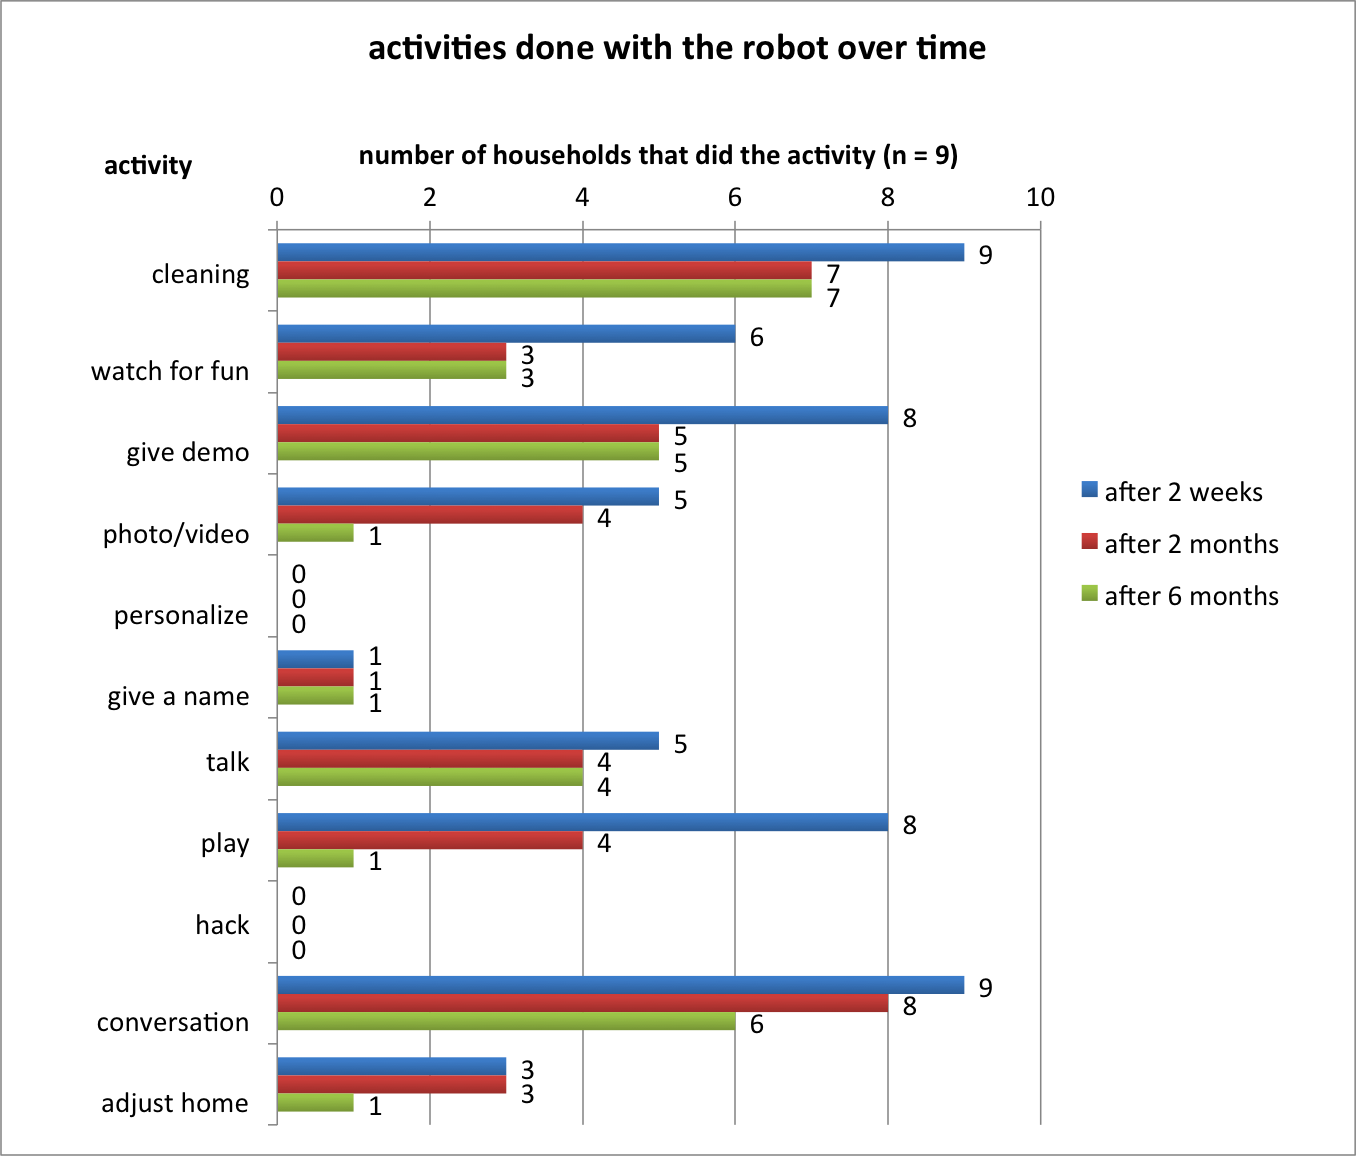 activities done with the robot over time
activity
number of households that did the activity (n = 9)
0 2 4 6 8 10
cleaning
9
7
7
watch for fun
6
3
3
give demo
8
5
5
photo/video
5
4
1
personalize
0
0
0
give a name
1
1
1
talk
5
4
4
play
8
4
1
hack
0
0
0
conversation
9
8
6
adjust home
3
3
1
after 2 weeks
after 2 months
after 6 months